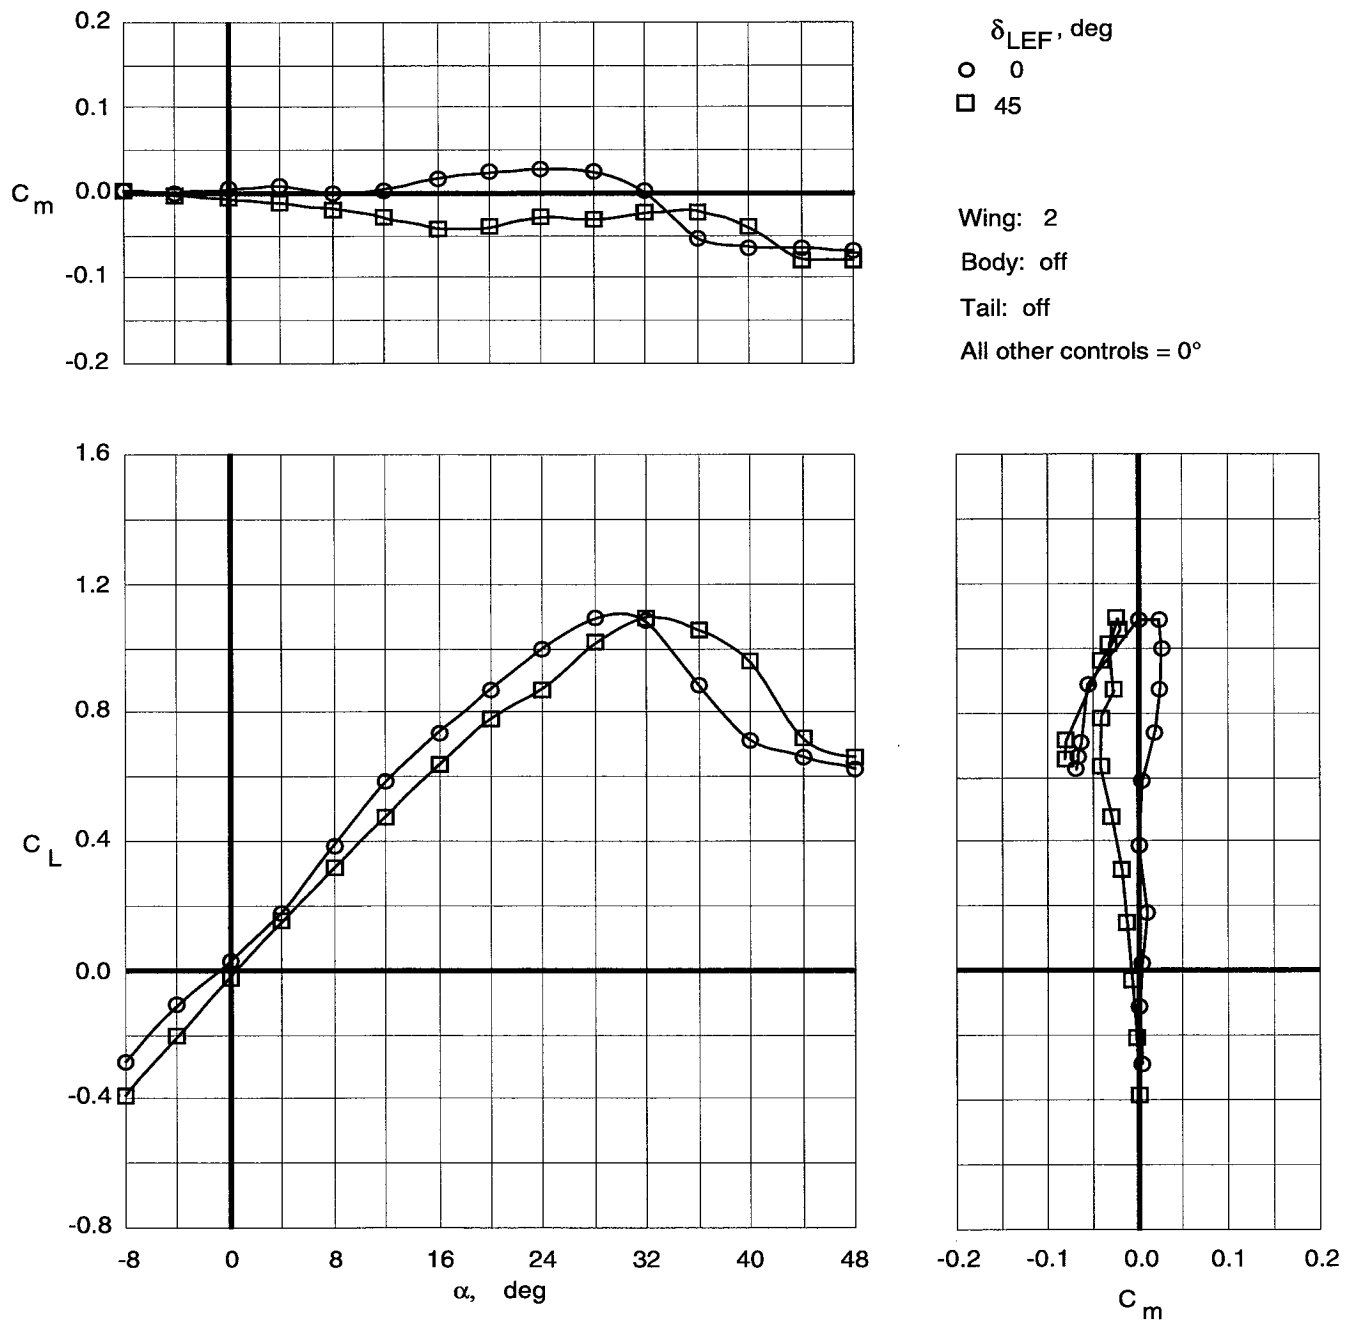 0.2
0.1
C m 0.0
-0.1
-0.2
δLEF, deg
0
45
Wing: 2
Body: off
Tail: off
All other controls = 0°
1.6
1.2
0.8
C L 0.4
0.0
-0.4
-0.8
-8 0 8 16 24 32 40 48
α, deg
-0.2 -0.1 0.0 0.1 0.2
C m